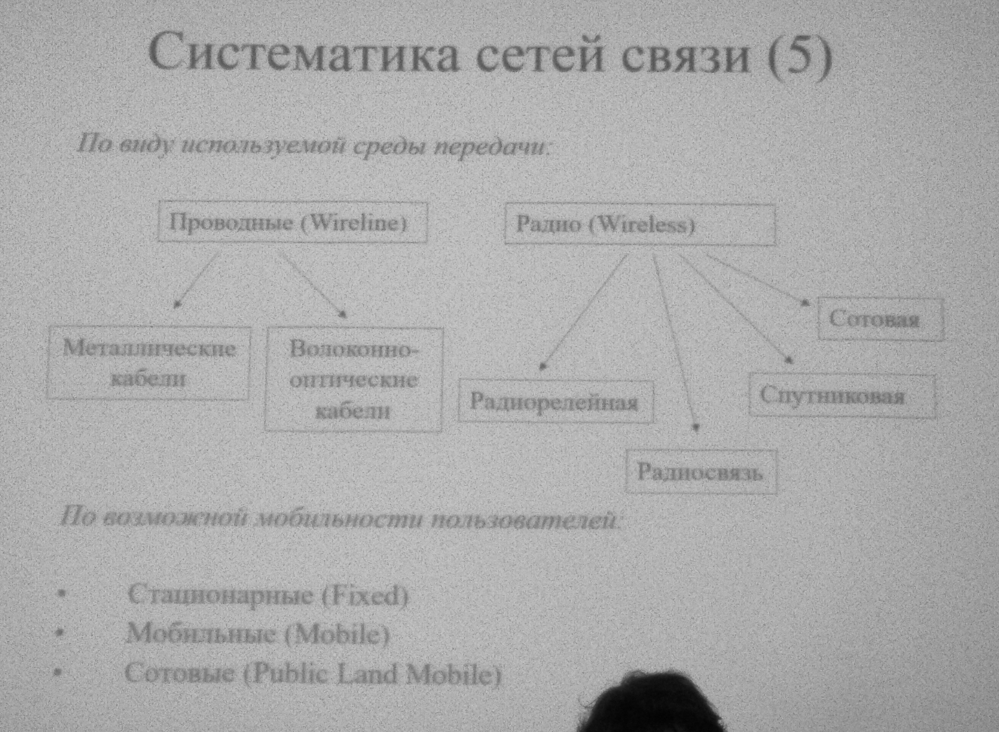 Систематика сетей связи (5)
По виду используемой среды передачи:
Проводные (Wireline)
Радио (Wireless)
Сотовая
Металлические
кабели
Волоконно-
оптические
кабели
Радиорелейная
Спутниковая
Радиосвязь
По возможной мобильности пользователей:
• Стационарные (Fixed)
• Мобильные (Mobile)
• Сотовые (Public Land Mobile)